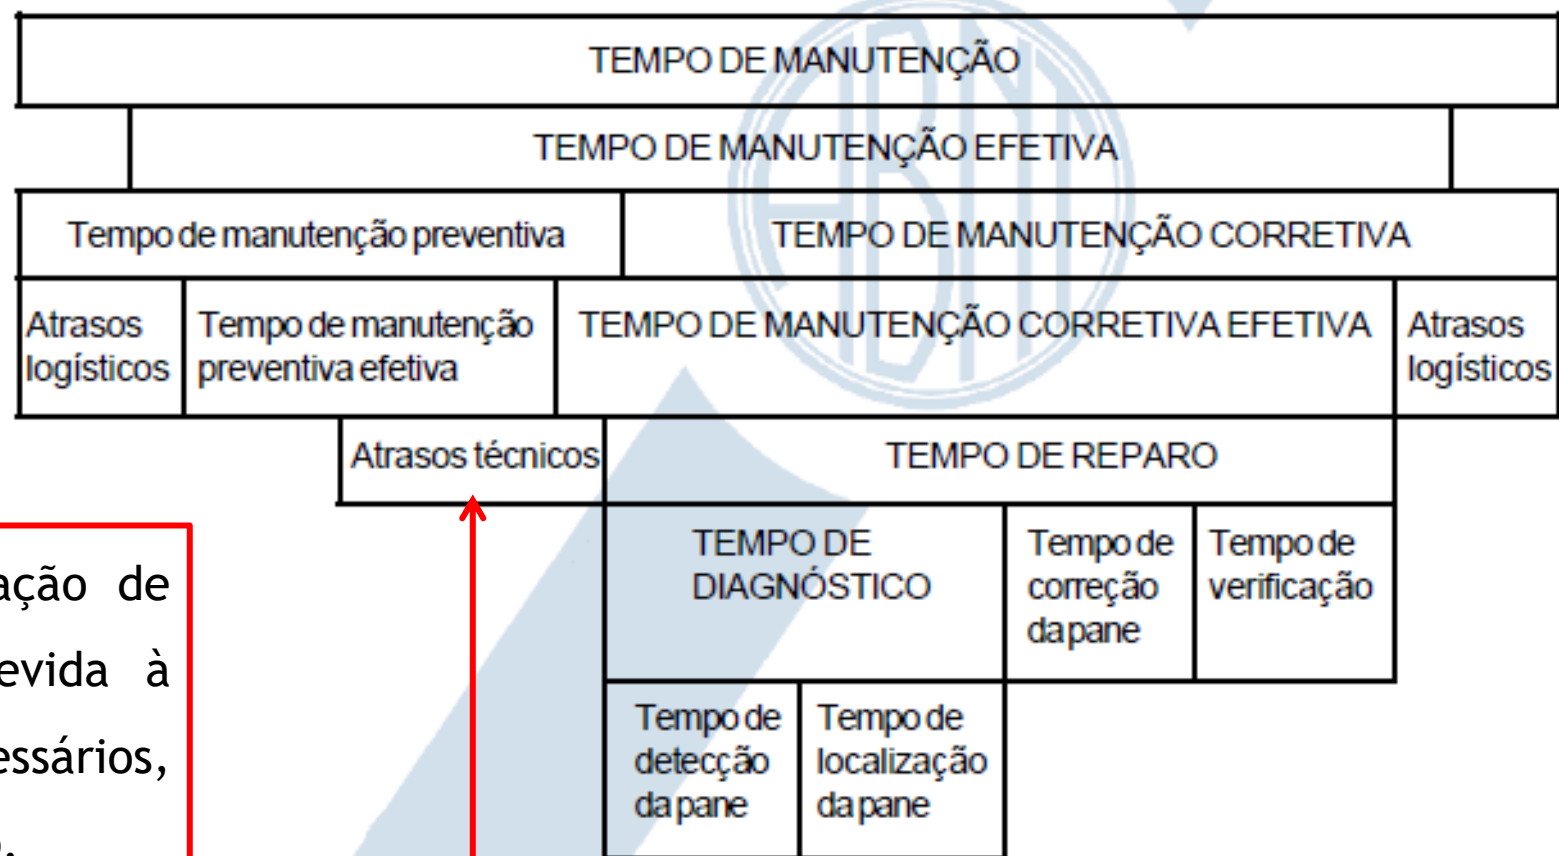 TEMPO DE MANUTENÇÃO
TEMPO DE MANUTENÇÃO EFETIVA
Tempo de manutenção preventiva
TEMPO DE MANUTENÇÃO CORRETIVA
Atrasos
logísticos
Tempo de manutenção
preventiva efetiva
TEMPO DE MANUTENÇÃO CORRETIVA EFETIVA
Atrasos
logísticos
Atrasos técnicos
TEMPO DE REPARO
TEMPO DE
DIAGNÓSTICO
Tempo de
correção
da pane
Tempo de
verificação
Tempo de
detecção
da pane
Tempo de
localização
da pane
ação de
evida à
essários,
ABNT